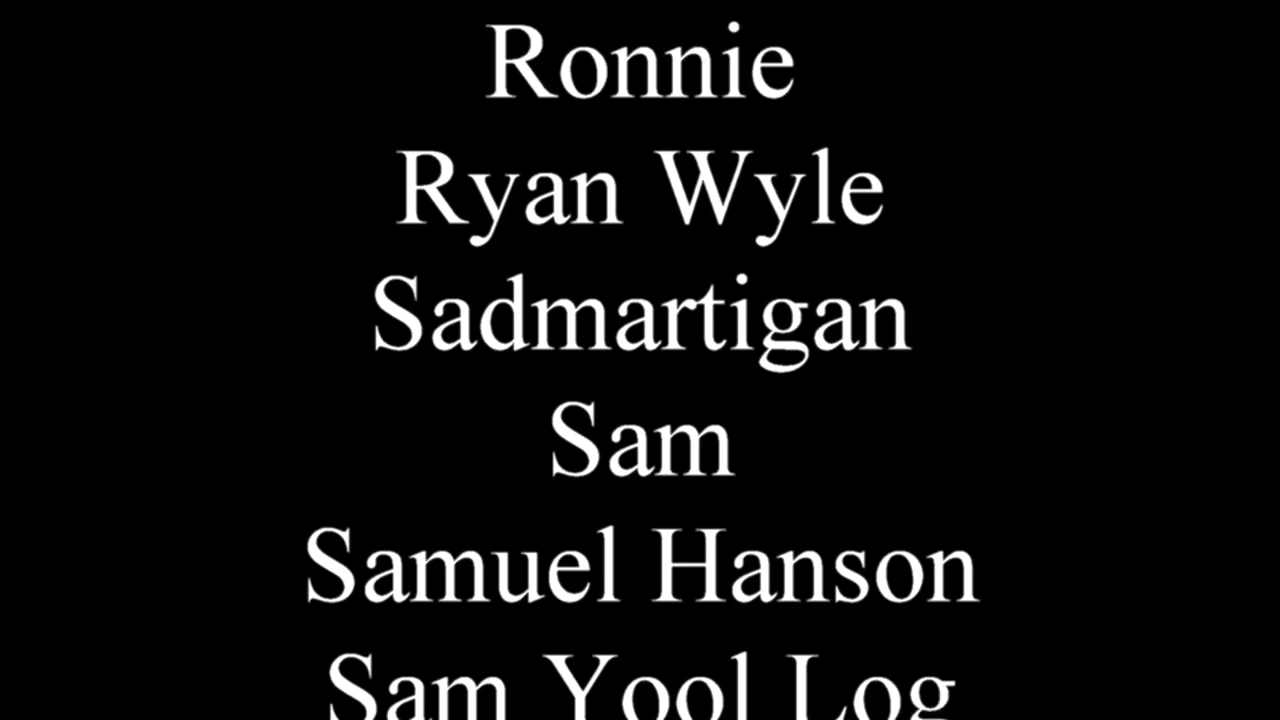 Ronnie
Ryan Wyle
Sadmartigan
Sam
Samuel Hanson
Sam Yool Log